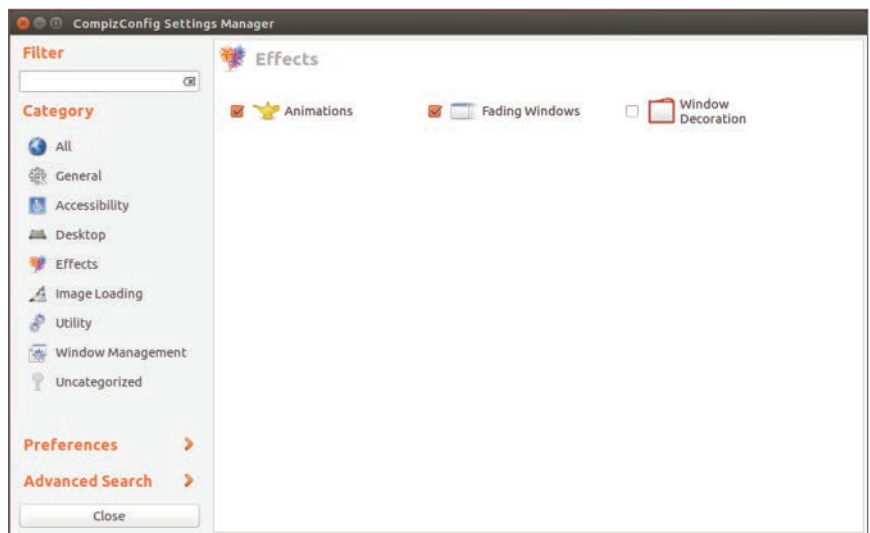 CompizConfig Settings Manager
Filter
Category
All
General
Accessibility
Desktop
Effects
Image Loading
Utility
Window Management
Uncategorized
Preferences
Advanced Search
Close
Effects
Animations
Fading Windows
Window
Decoration